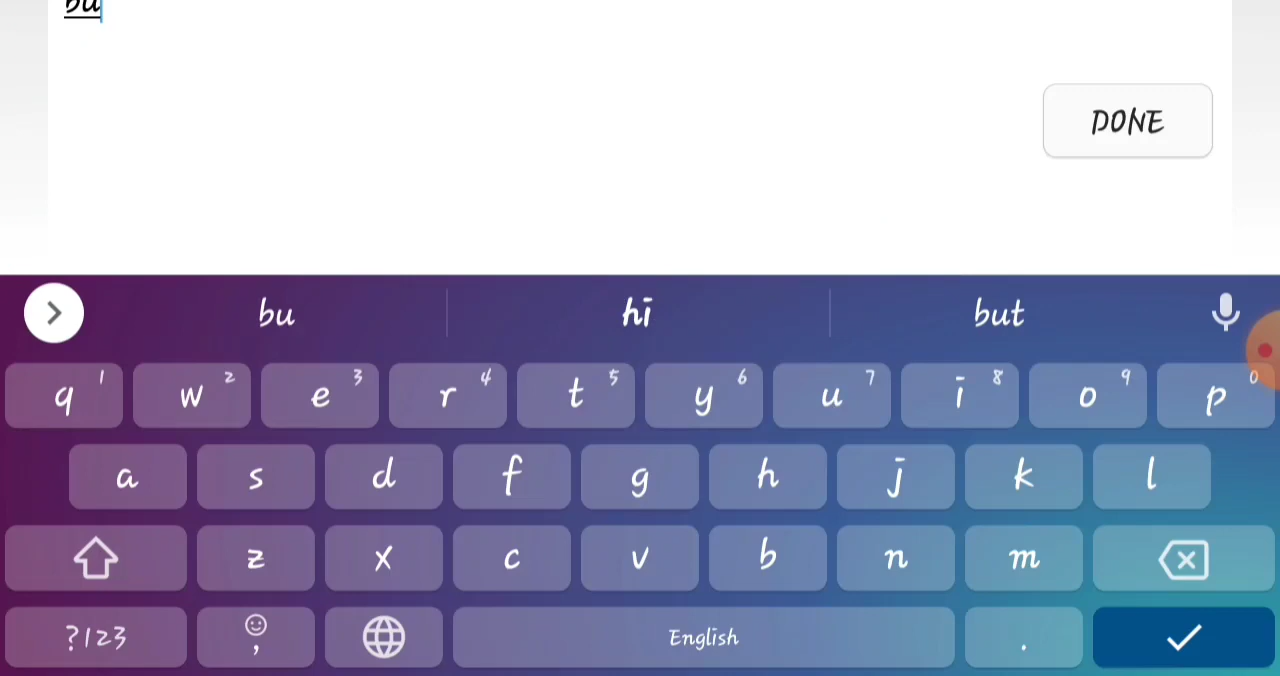 bu
DONE
bu hi but
q 1 w 2 e 3 r 4 t 5 y 6 u 7 i 8 o 9 p 0
a s d f g h j k l
z x c v b n m
?123 , English .